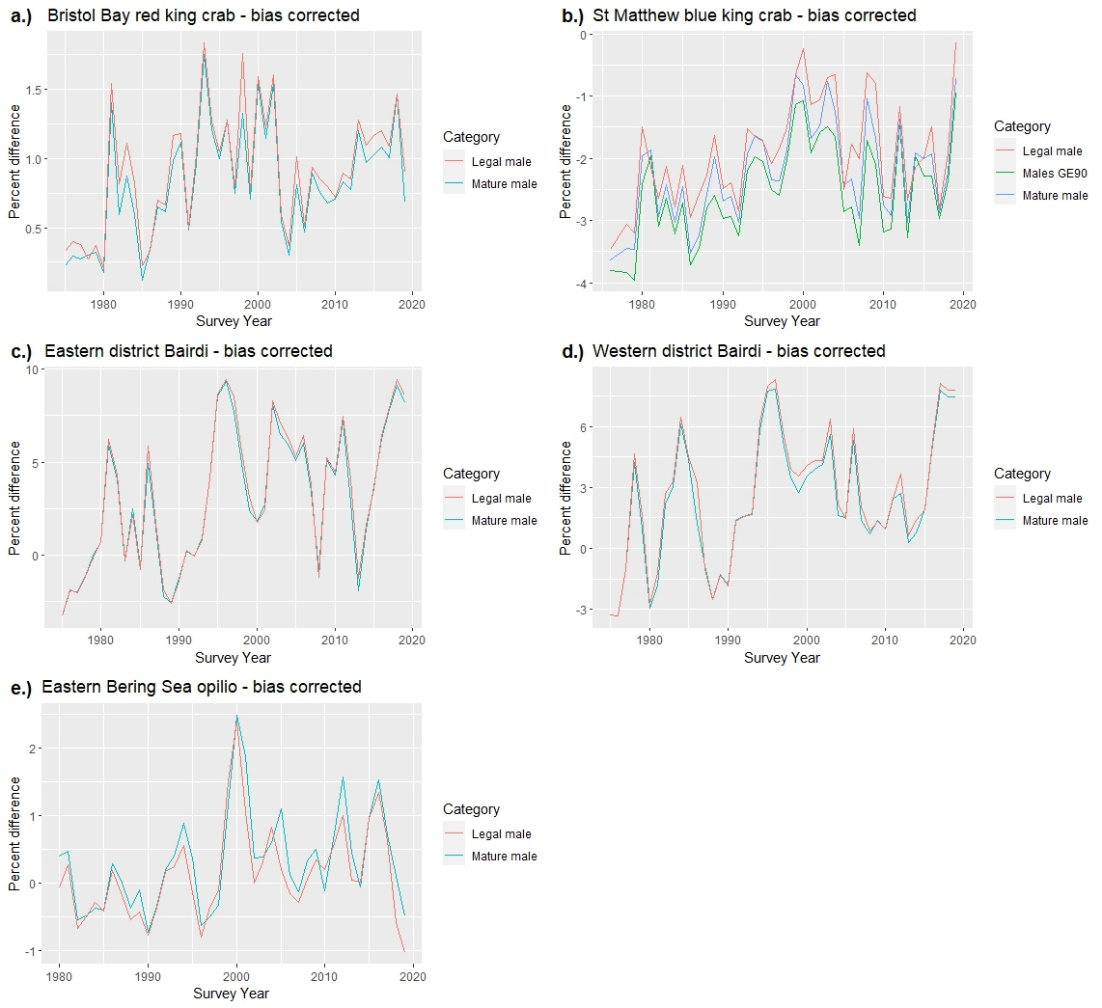 a.) Bristol Bay red king crab - bias corrected
Percent difference
1.5
1.0
0.5
1980 1990 2000 2010 2020
Survey Year
Category
Legal male
Mature male
b.) St Matthew blue king crab - bias corrected
Percent difference
0
-1
-2
-3
-4
1980 1990 2000 2010 2020
Survey Year
Category
Legal male
Males GE90
Mature male
c.) Eastern district Bairdi - bias corrected
Percent difference
10
5
0
1980 1990 2000 2010 2020
Survey Year
Category
Legal male
Mature male
d.) Western district Bairdi - bias corrected
Percent difference
6
3
0
-3
1980 1990 2000 2010 2020
Survey Year
Category
Legal male
Mature male
e.) Eastern Bering Sea opilio - bias corrected
Percent difference
2
1
0
-1
1980 1990 2000 2010 2020
Survey Year
Category
Legal male
Mature male